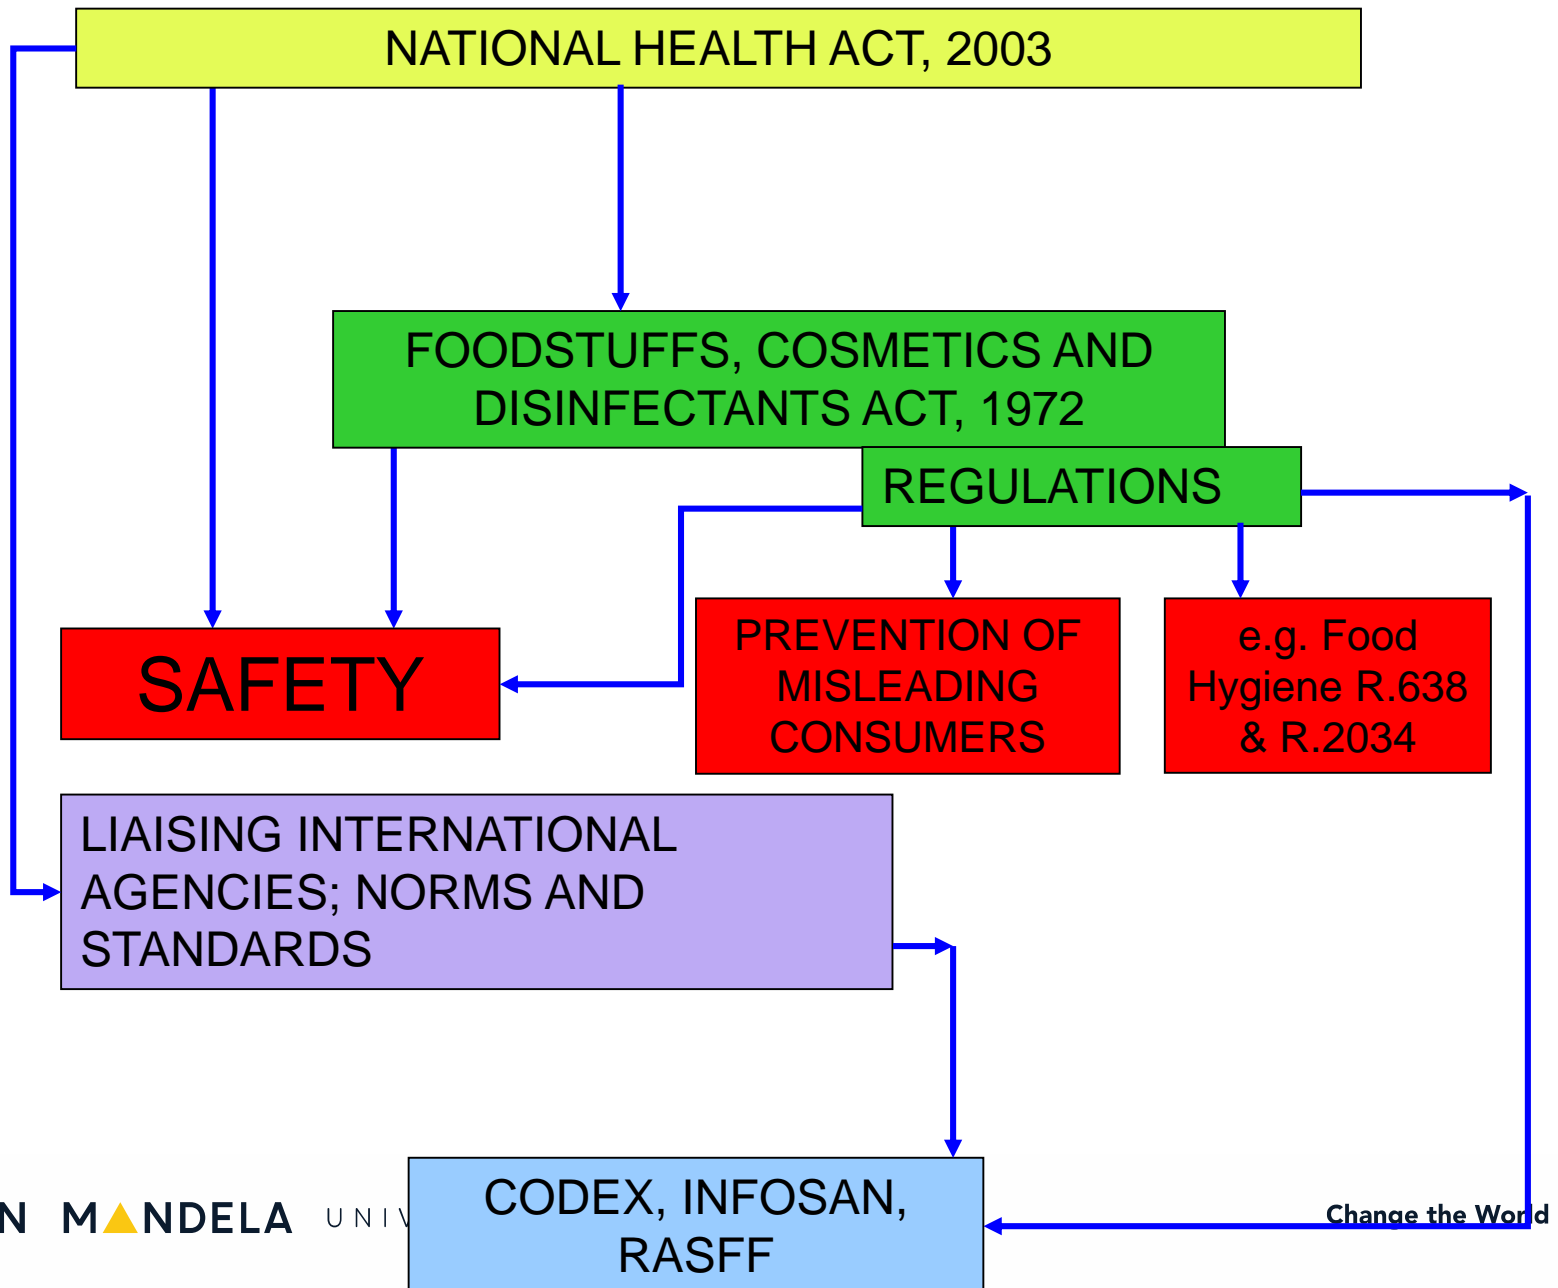 NATIONAL HEALTH ACT, 2003
FOODSTUFFS, COSMETICS AND
DISINFECTANTS ACT, 1972
REGULATIONS
SAFETY
PREVENTION OF
MISLEADING
CONSUMERS
e.g. Food
Hygiene R.638
& R.2034
LIAISING INTERNATIONAL
AGENCIES; NORMS AND
STANDARDS
CODEX, INFOSAN,
RASFF
MANDELA
Change the World